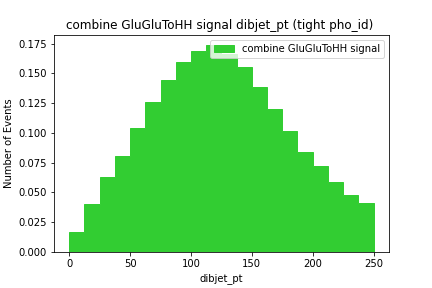 combine GluGluToHH signal dibjet_pt (tight pho_id)
combine GluGluToHH signal
0.175
0.150
0.125
0.100
0.075
0.050
0.025
0.000
Number of Events
0 50 100 150 200 250
dibjet_pt